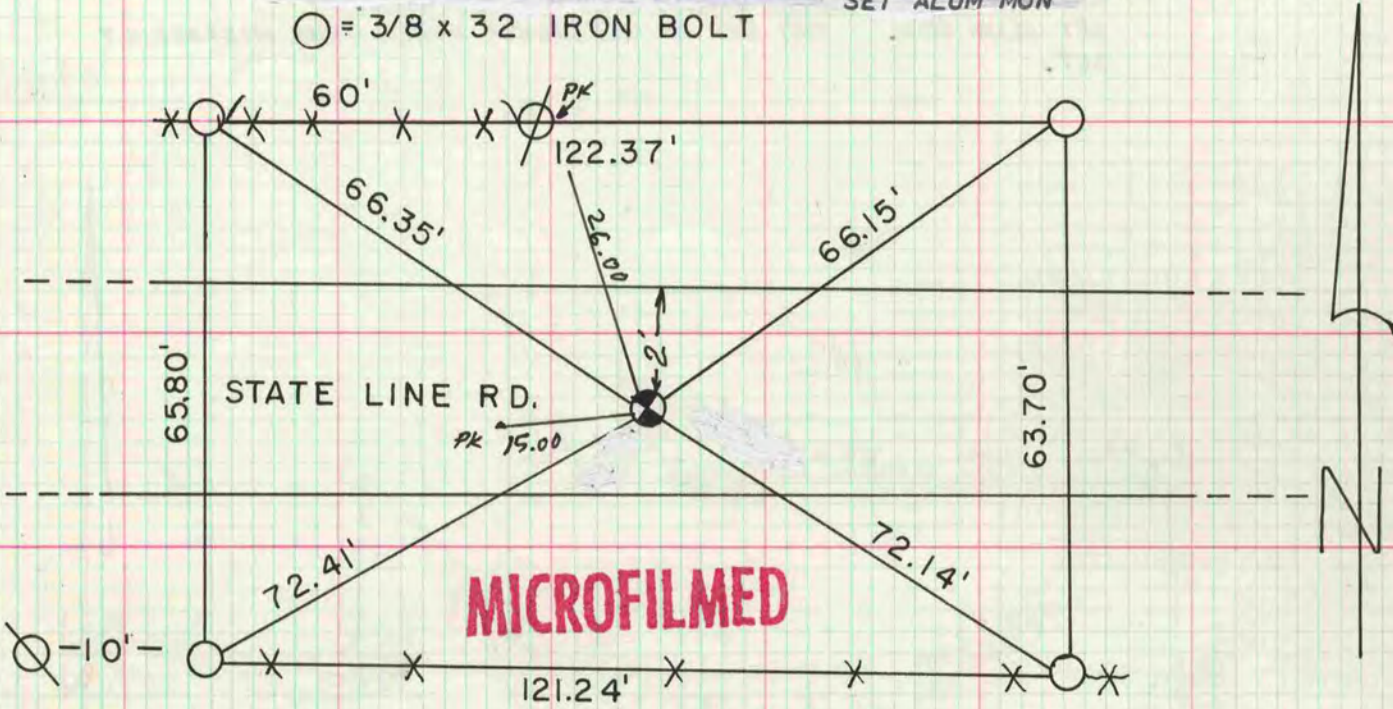 SET ALUM MON
= 3/8 x 32 IRON BOLT
60'
PK
122.37'
66.35'
26.00
66.15'
2'
65.80'
STATE LINE RD.
PK 15.00
63.70'
N
72.41'
72.14'
MICROFILMED
10'
121.24'